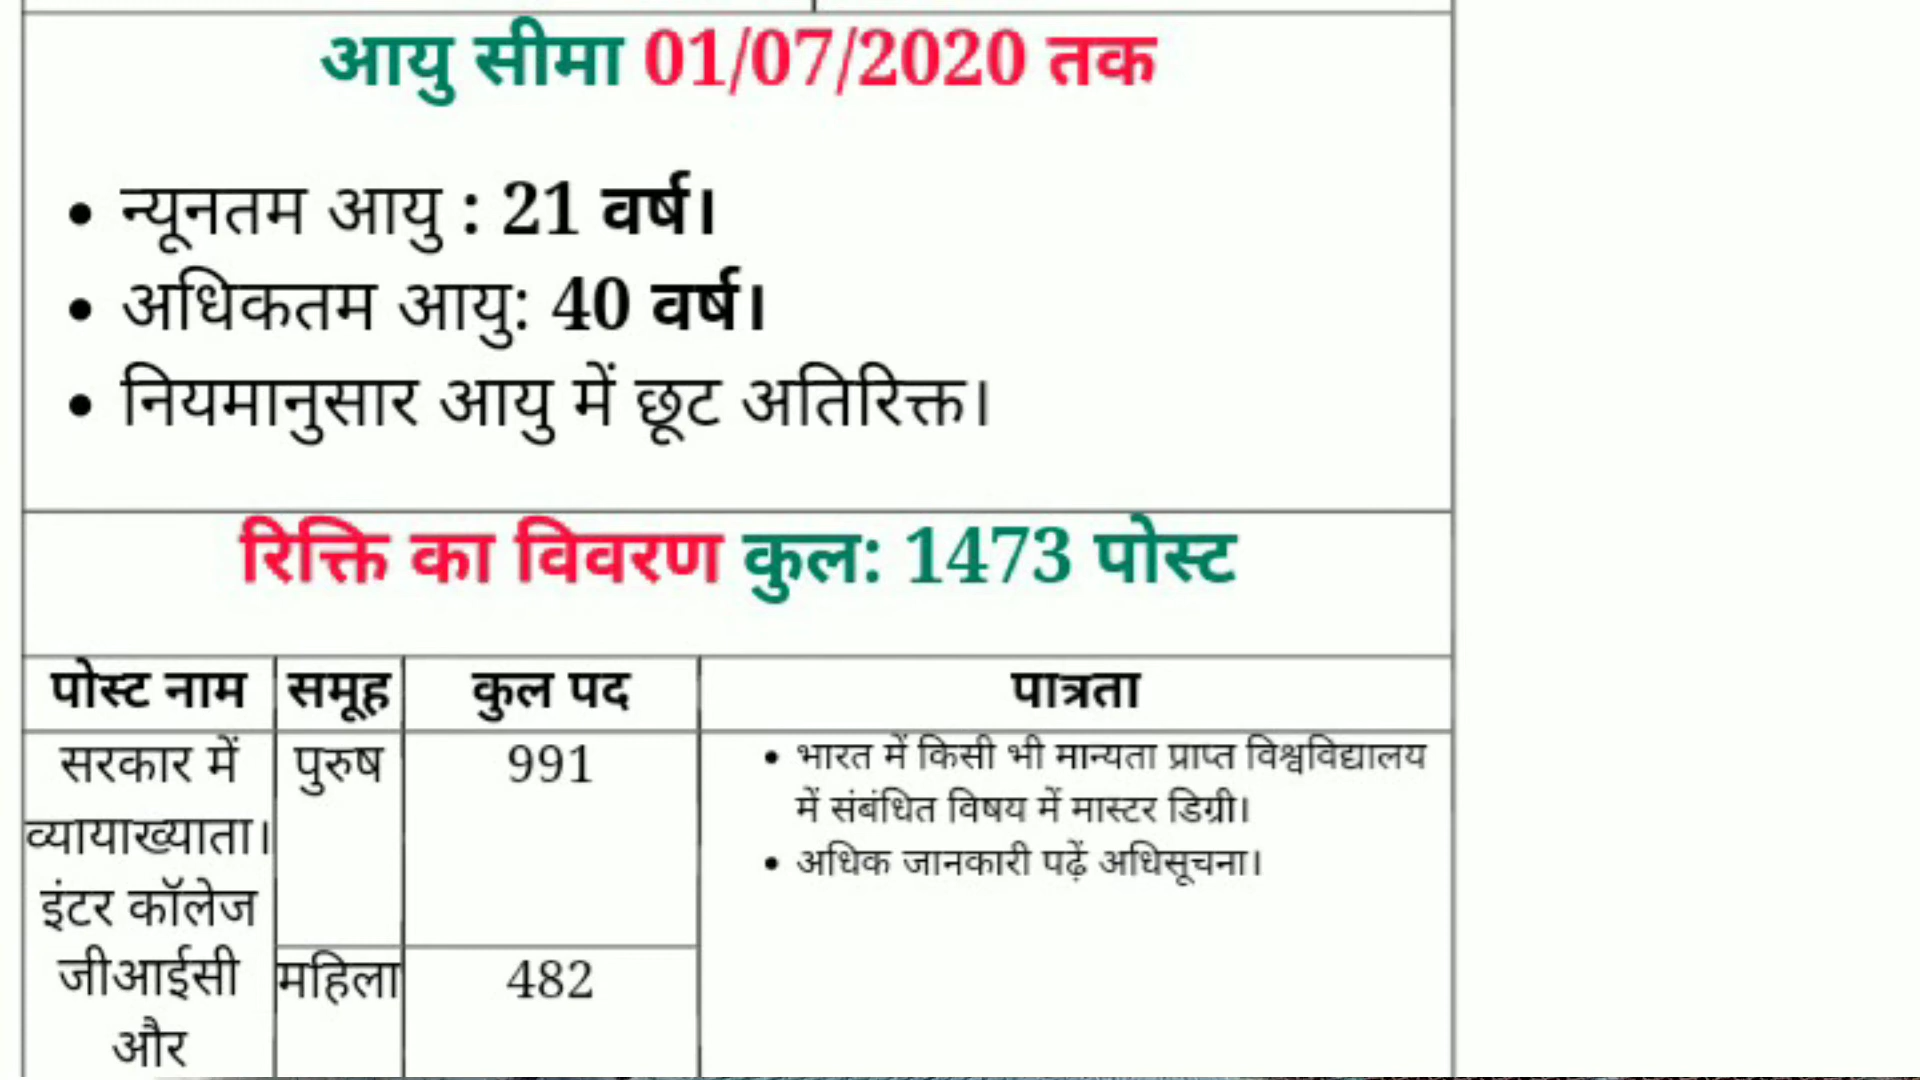 आयु सीमा 01/07/2020 तक
• न्यूनतम आयु : 21 वर्ष।
• अधिकतम आयु: 40 वर्ष।
• नियमानुसार आयु में छूट अतिरिक्त।
रिक्ति का विवरण कुल: 1473 पोस्ट
पोस्ट नाम समूह कुल पद पात्रता
सरकार में
व्यायाख्याता।
इंटर कॉलेज
जीआईसी
और
पुरुष 991
महिला 482
• भारत में किसी भी मान्यता प्राप्त विश्वविद्यालय
में संबंधित विषय में मास्टर डिग्री।
• अधिक जानकारी पढ़ें अधिसूचना।